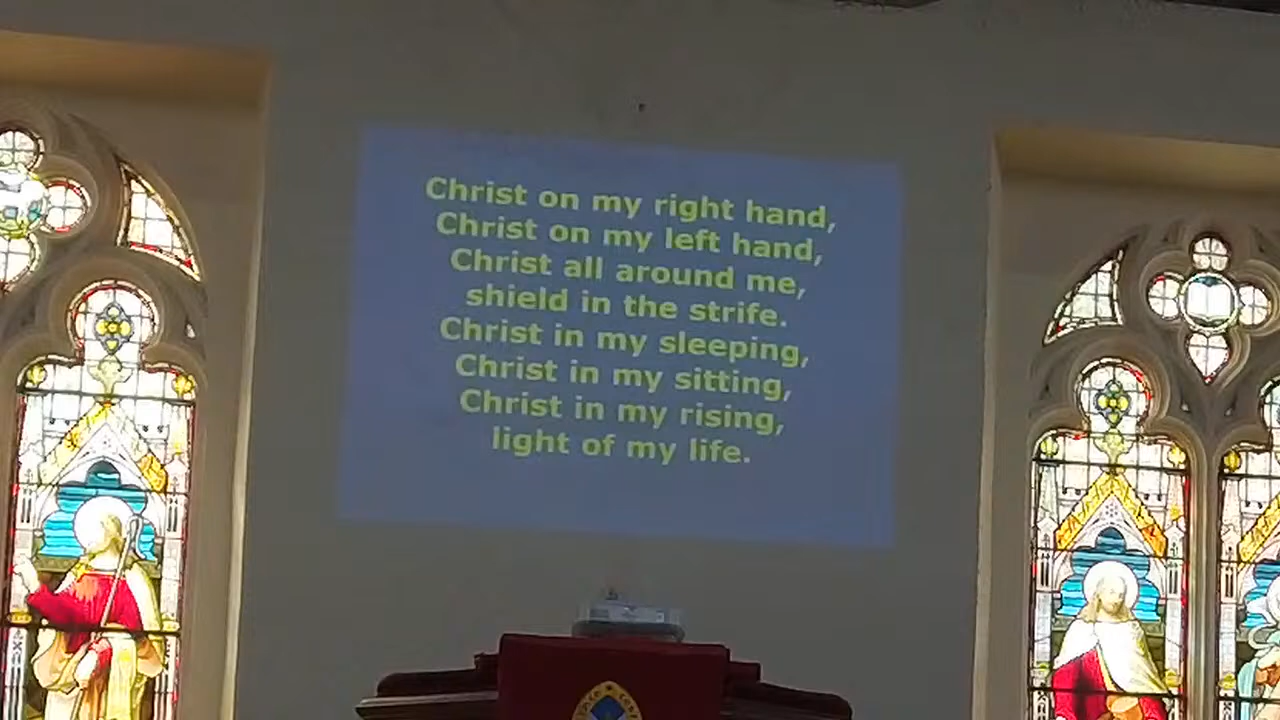 Christ on my right hand,
Christ on my left hand,
Christ all around me,
shield in the strife.
Christ in my sleeping,
Christ in my sitting,
Christ in my rising,
light of my life.